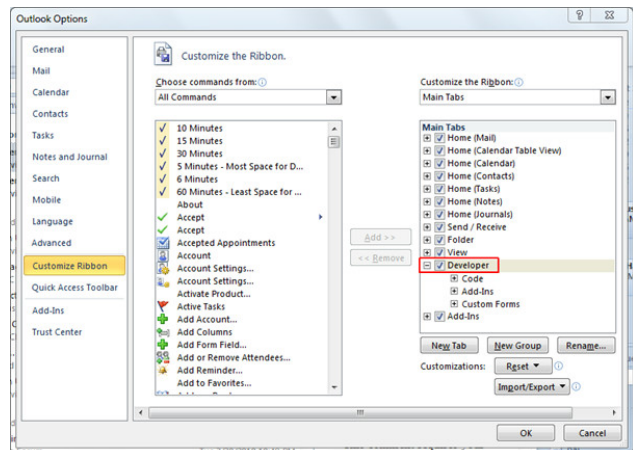 Outlook Options
General
Mail
Calendar
Contacts
Tasks
Notes and Journal
Search
Mobile
Language
Advanced
Customize Ribbon
Quick Access Toolbar
Add-Ins
Trust Center
Customize the Ribbon.
Choose commands from:
All Commands
10 Minutes
15 Minutes
30 Minutes
5 Minutes - Most Space for D...
6 Minutes
60 Minutes - Least Space for ...
About
Accept
Accept
Accepted Appointments
Account
Account Settings...
Account Settings...
Activate Product...
Active Tasks
Add Account...
Add Columns
Add Form Field...
Add or Remove Attendees...
Add Reminder...
Add to Favorites...
Add >>
<< Remove
Customize the Ribbon:
Main Tabs
Main Tabs
Home (Mail)
Home (Calendar Table View)
Home (Calendar)
Home (Contacts)
Home (Tasks)
Home (Notes)
Home (Journals)
Send / Receive
Folder
View
Developer
Code
Add-Ins
Custom Forms
Add-Ins
New Tab
New Group
Rename...
Customizations:
Reset
Import/Export
OK
Cancel